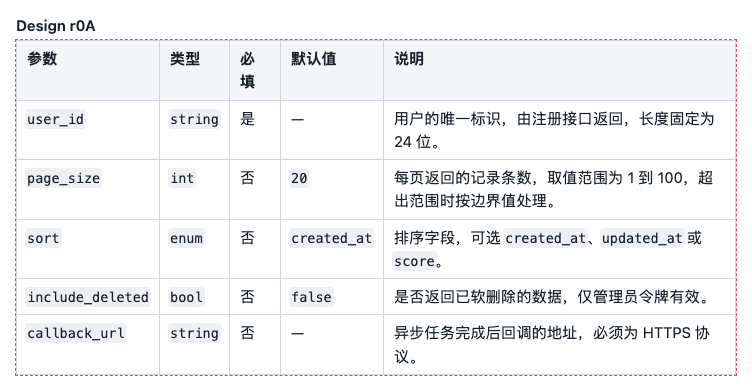 Design r0A
参数 类型 必填 默认值 说明
user_id string 是 — 用户的唯一标识，由注册接口返回，长度固定为
24 位。
page_size int 否 20 每页返回的记录条数，取值范围为 1 到 100，超
出范围时按边界值处理。
sort enum 否 created_at 排序字段，可选 created_at、updated_at 或
score。
include_deleted bool 否 false 是否返回已软删除的数据，仅管理员令牌有效。
callback_url string 否 — 异步任务完成后回调的地址，必须为 HTTPS 协
议。